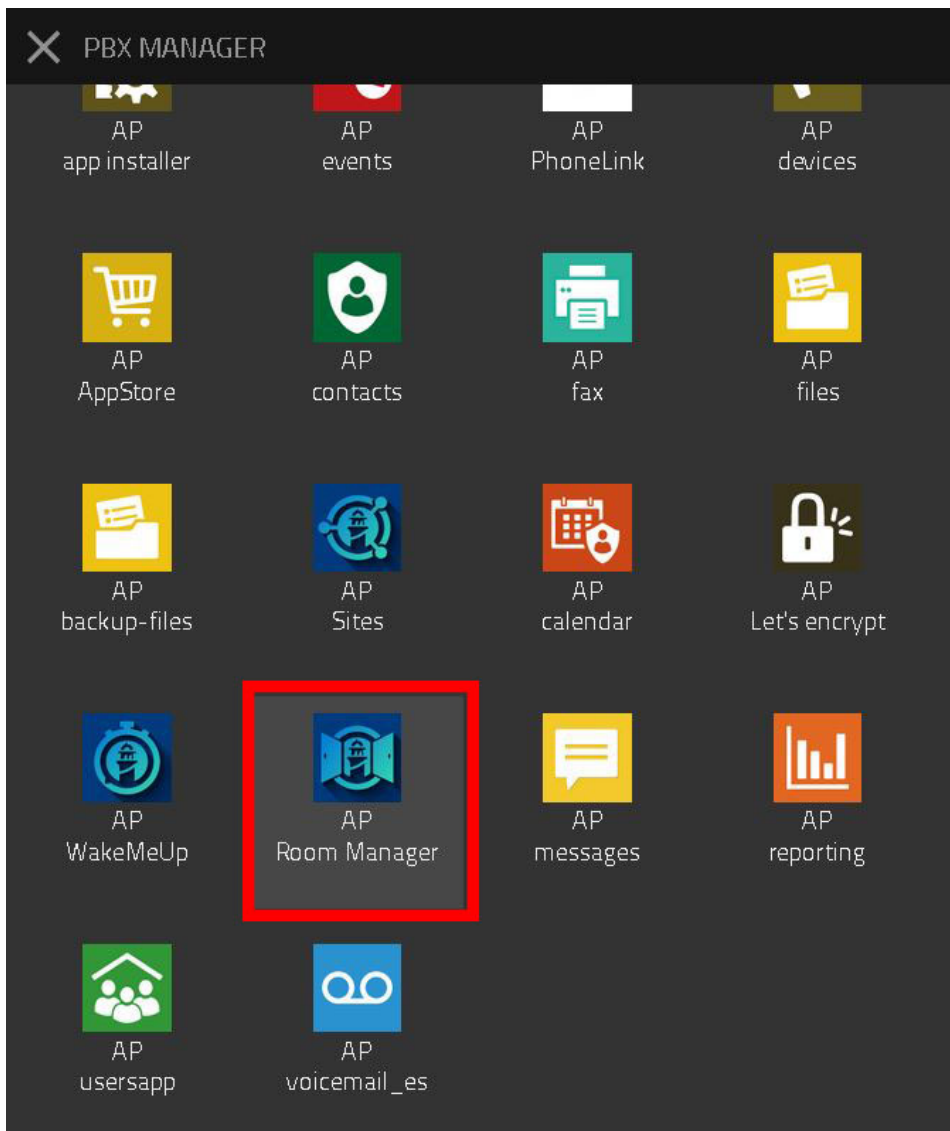 PBX MANAGER
AP
app installer
AP
events
AP
PhoneLink
AP
devices
AP
AppStore
AP
contacts
AP
fax
AP
files
AP
backup-files
AP
Sites
AP
calendar
AP
Let's encrypt
AP
WakeMeUp
AP
Room Manager
AP
messages
AP
reporting
AP
usersapp
AP
voicemail_es